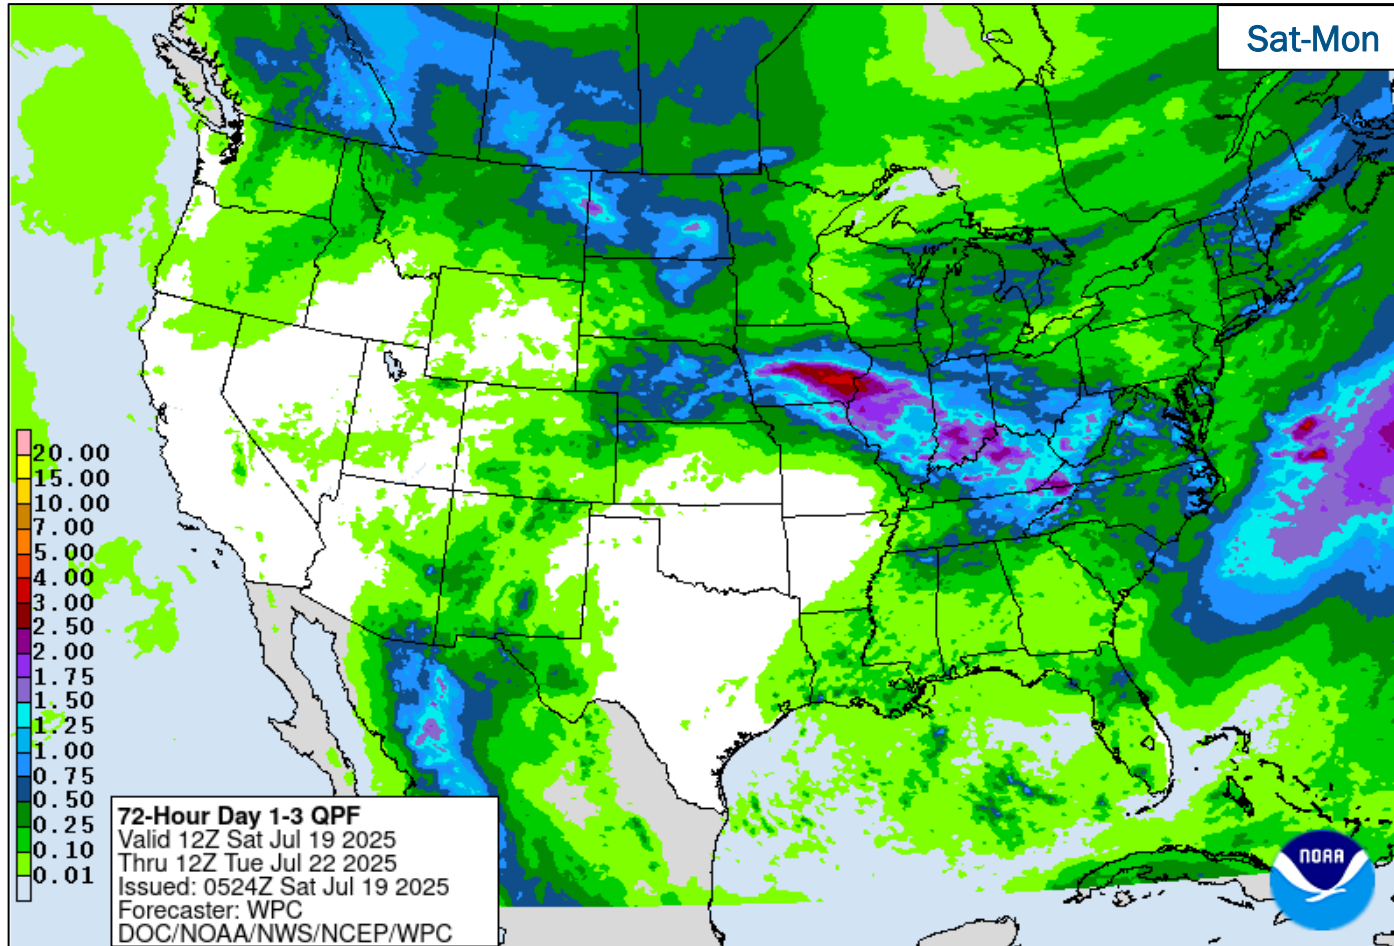 Sat-Mon
20.00
15.00
10.00
7.00
5.00
4.00
3.00
2.50
2.00
1.75
1.50
1.25
1.00
0.75
0.50
0.25
0.10
0.01
72-Hour Day 1-3 QPF
Valid 12Z Sat Jul 19 2025
Thru 12Z Tue Jul 22 2025
Issued: 0524Z Sat Jul 19 2025
Forecaster: WPC
DOC/NOAA/NWS/NCEP/WPC
NOAA